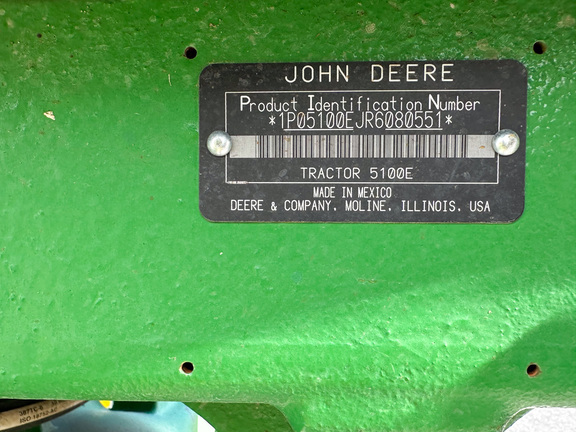 JOHN DEERE
Product Identification Number
*1P05100EJR6080551*
TRACTOR 5100E
MADE IN MEXICO
DEERE & COMPANY. MOLINE. ILLINOIS. USA